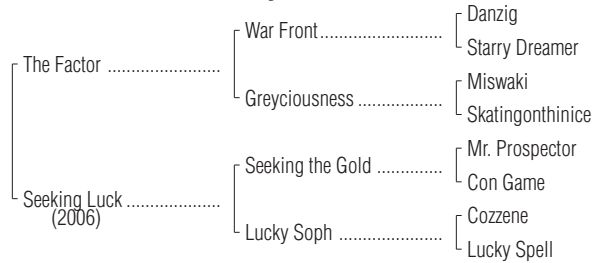 Danzig
War Front....................................
Starry Dreamer
The Factor .......................
Miswaki
Greyciousness .................
Skatingonthinice
Mr. Prospector
Seeking the Gold ..............
Con Game
Seeking Luck...................
(2006)
Cozzene
Lucky Soph .....................
Lucky Spell